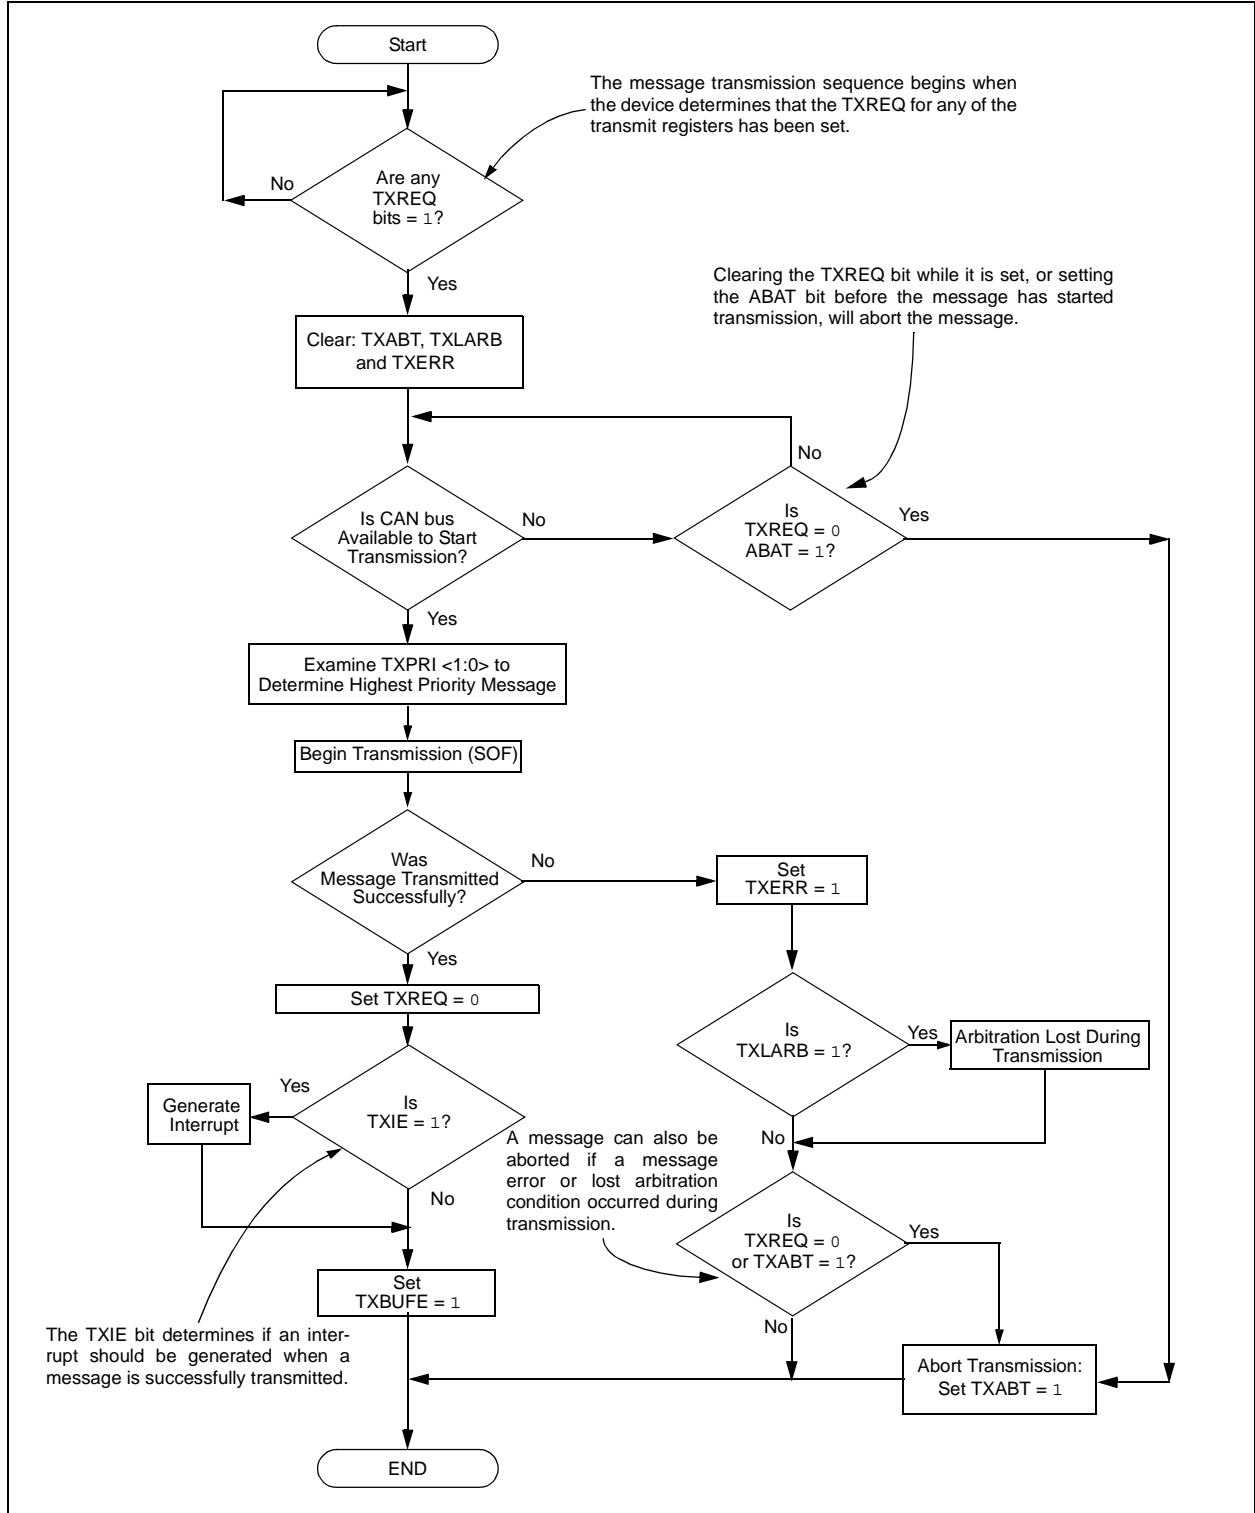 Start
The message transmission sequence begins when
the device determines that the TXREQ for any of the
transmit registers has been set.
Are any
TXREQ
bits = 1?
No
Yes
Clearing the TXREQ bit while it is set, or setting
the ABAT bit before the message has started
transmission, will abort the message.
Clear: TXABT, TXLARB
and TXERR
No
Is CAN bus
Available to Start
Transmission?
No
Is
TXREQ = 0
ABAT = 1?
Yes
Yes
Examine TXPRI <1:0> to
Determine Highest Priority Message
Begin Transmission (SOF)
Was
Message Transmitted
Successfully?
No
Set
TXERR = 1
Yes
Set TXREQ = 0
Is
TXLARB = 1?
Yes
Arbitration Lost During
Transmission
Yes
Generate
Interrupt
Is
TXIE = 1?
No
A message can also be
aborted if a message
error or lost arbitration
condition occurred during
transmission.
No
Is
TXREQ = 0
or TXABT = 1?
Yes
Set
TXBUFE = 1
No
The TXIE bit determines if an inter-
rupt should be generated when a
message is successfully transmitted.
Abort Transmission:
Set TXABT = 1
END